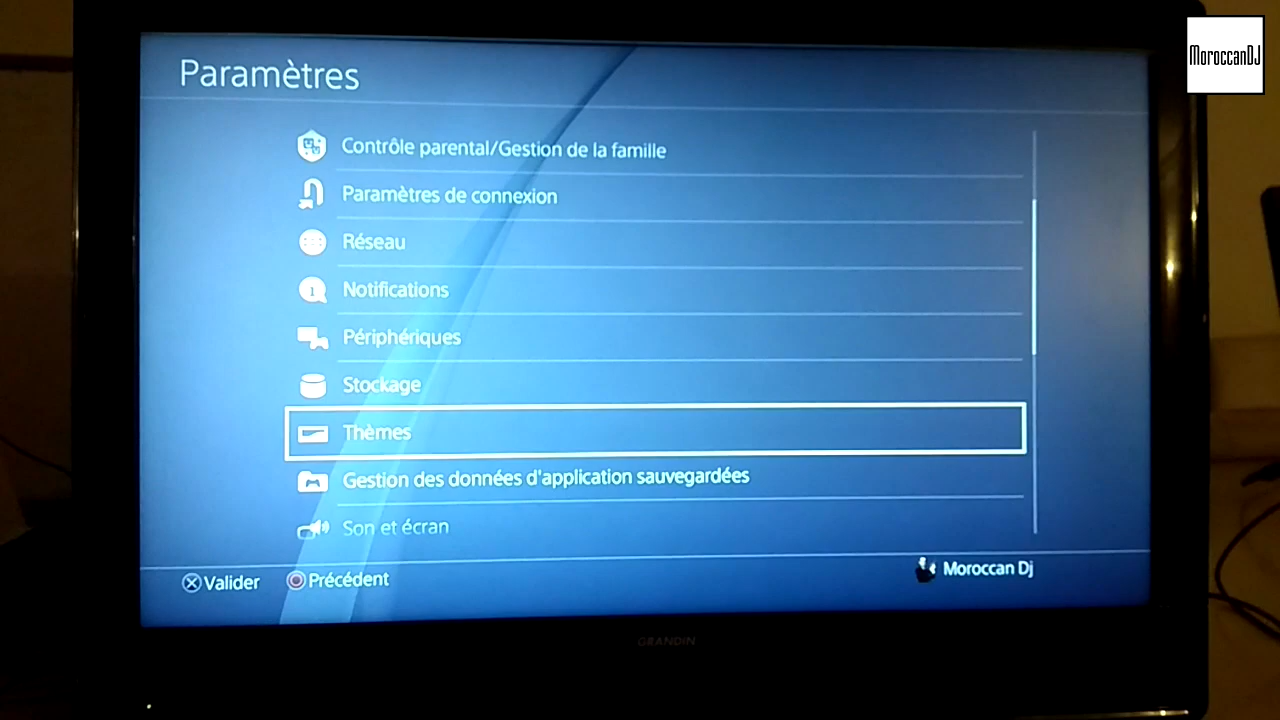 MoroccanDJ
Paramètres
Contrôle parental/Gestion de la famille
Paramètres de connexion
Réseau
Notifications
Périphériques
Stockage
Thèmes
Gestion des données d'application sauvegardées
Son et écran
Valider Précédent
Moroccan Dj
GRANDIN